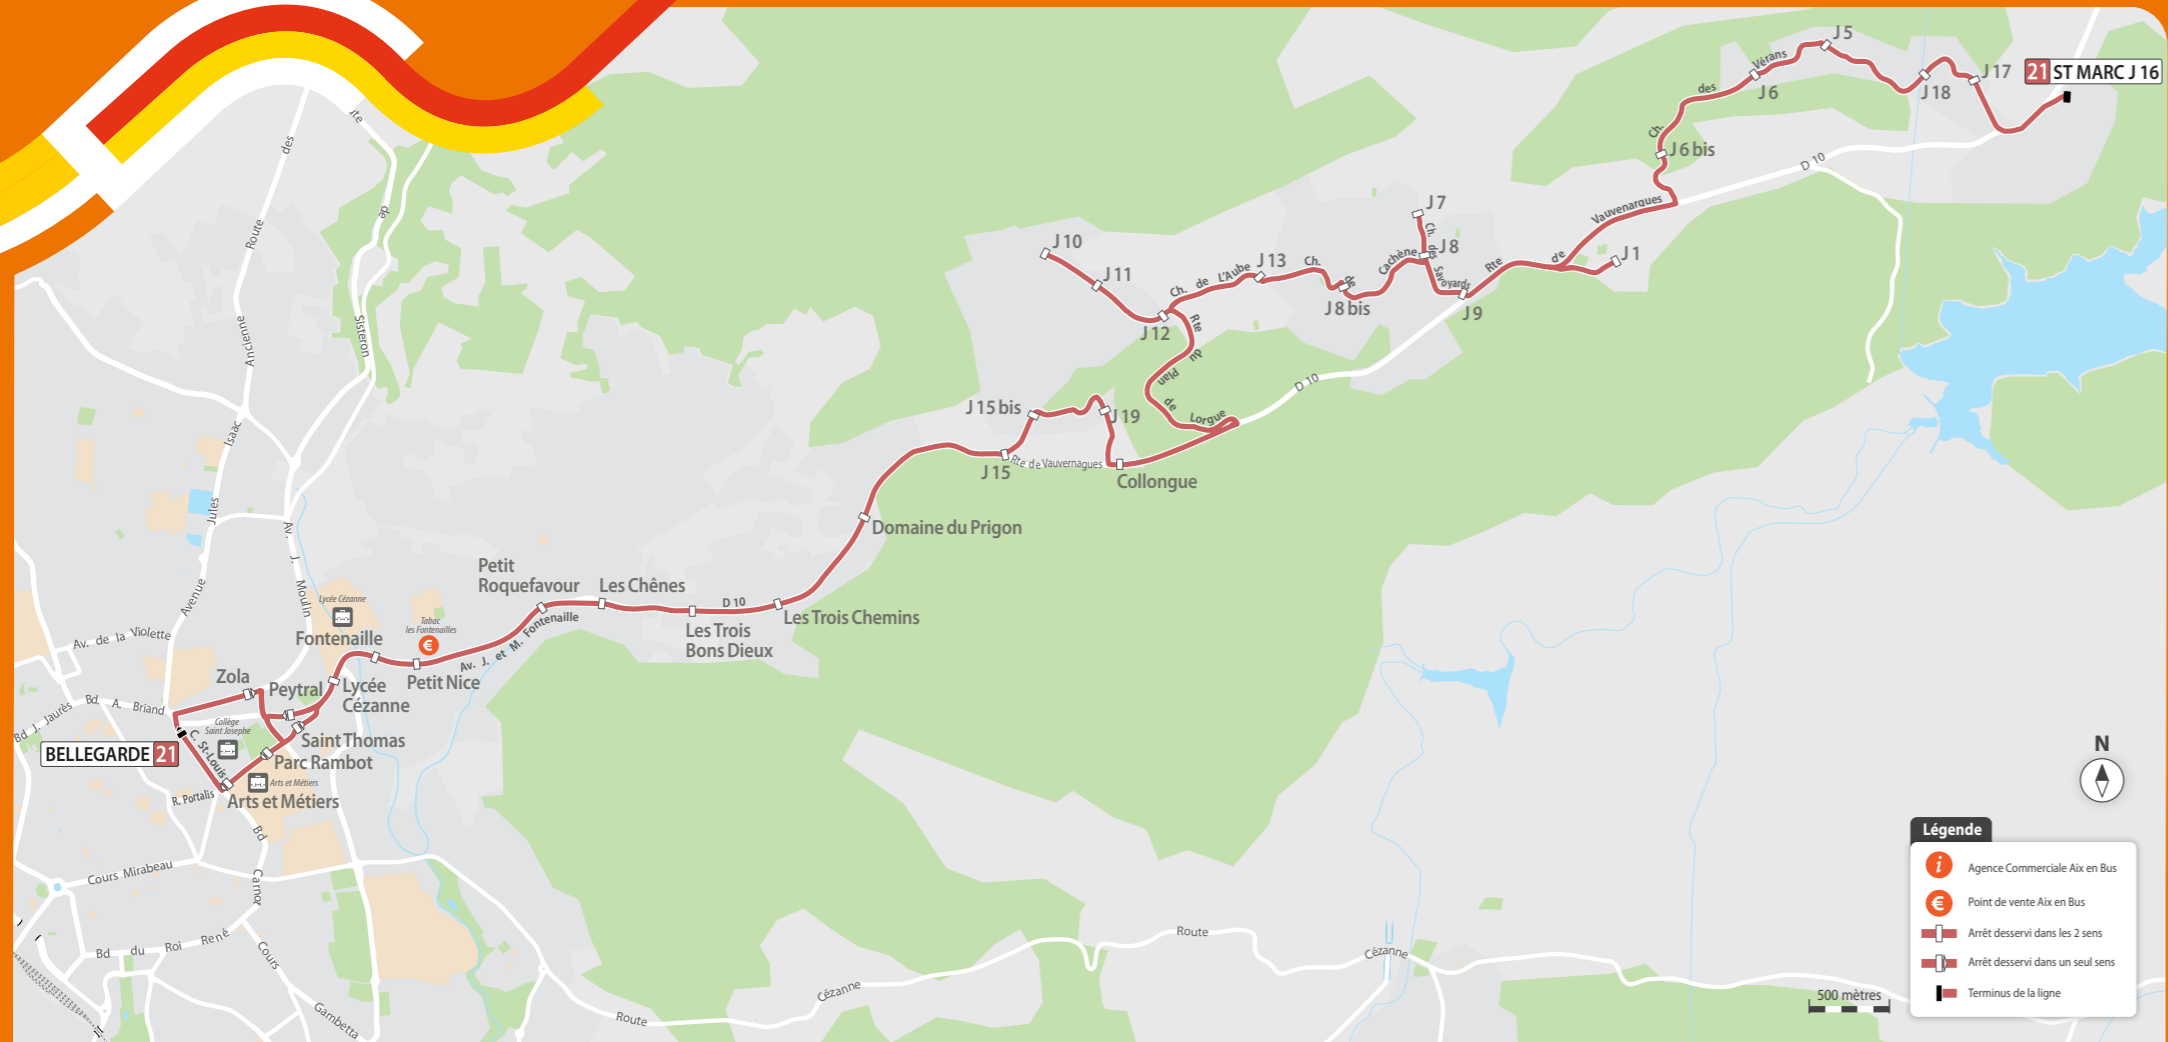 J 5
Vérans
des
J 6
J 18
J 17
21 ST MARC J 16
Ch.
J 6 bis
D 10
Vauvenargues
J 7
Ch. des
J 8
Savoyards
J 9
Rte
de
J 1
J 10
J 11
J 12
Ch. de L'Aube
J 13
Ch.
de
J 8 bis
Cachène
Rte
du
Plan
de
Lorgue
D 10
J 15 bis
J 19
J 15
Rte de Vauvernagues
Collongue
Domaine du Prigon
Petit
Roquefavour
Les Chênes
D 10
Les Trois
Bons Dieux
Les Trois Chemins
Av. J. et M. Fontenaille
Route
des
Ancienne
de
Sisteron
Isaac
Jules
Avenue
Av. J. Moulin
Lycée Cézanne
Tabac
les Fontenailles
€
Fontenaille
Petit Nice
Av. de la Violette
Zola
Peytral
Lycée
Cézanne
Bd J. Jaurès
Bd. A. Briand
Collège
Saint Josephe
C. St-Louis
Saint Thomas
BELLEGARDE 21
Parc Rambot
Arts et Métiers
R. Portalis
Arts et Métiers
Bd
Carnot
Cours Mirabeau
Bd du Roi René
Cours
Gambetta
Route
Cézanne
Route
Cézanne
N
Légende
i Agence Commerciale Aix en Bus
€ Point de vente Aix en Bus
Arrêt desservi dans les 2 sens
Arrêt desservi dans un seul sens
Terminus de la ligne
500 mètres